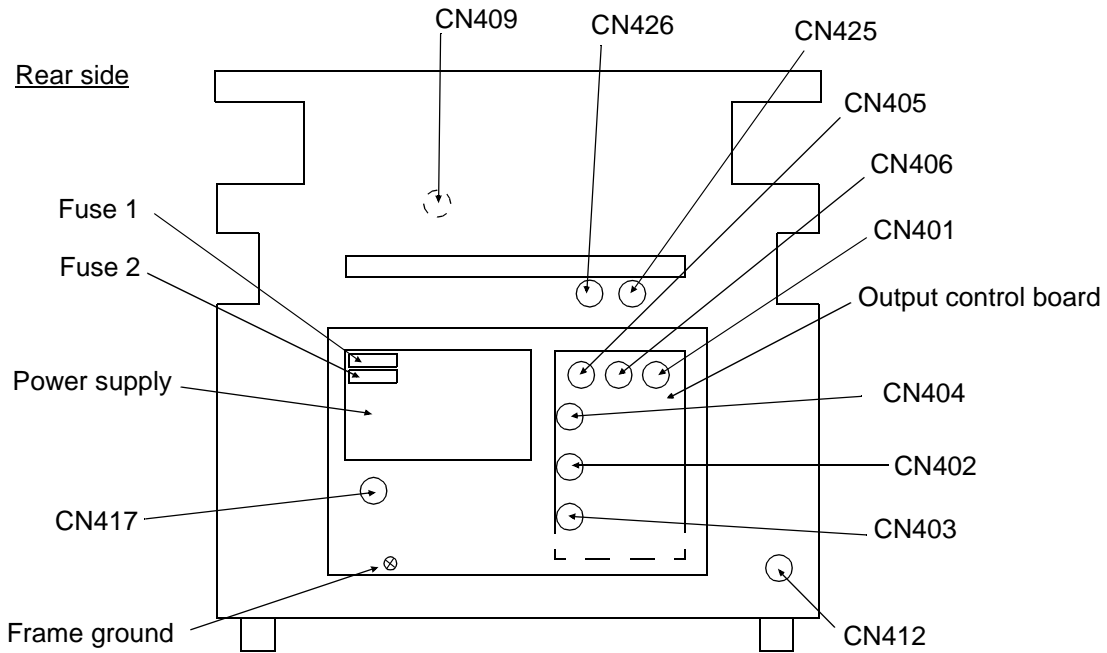 CN409
CN426
CN425
Rear side
CN405
CN406
Fuse 1
CN401
Fuse 2
Output control board
Power supply
CN404
CN402
CN417
CN403
Frame ground
CN412